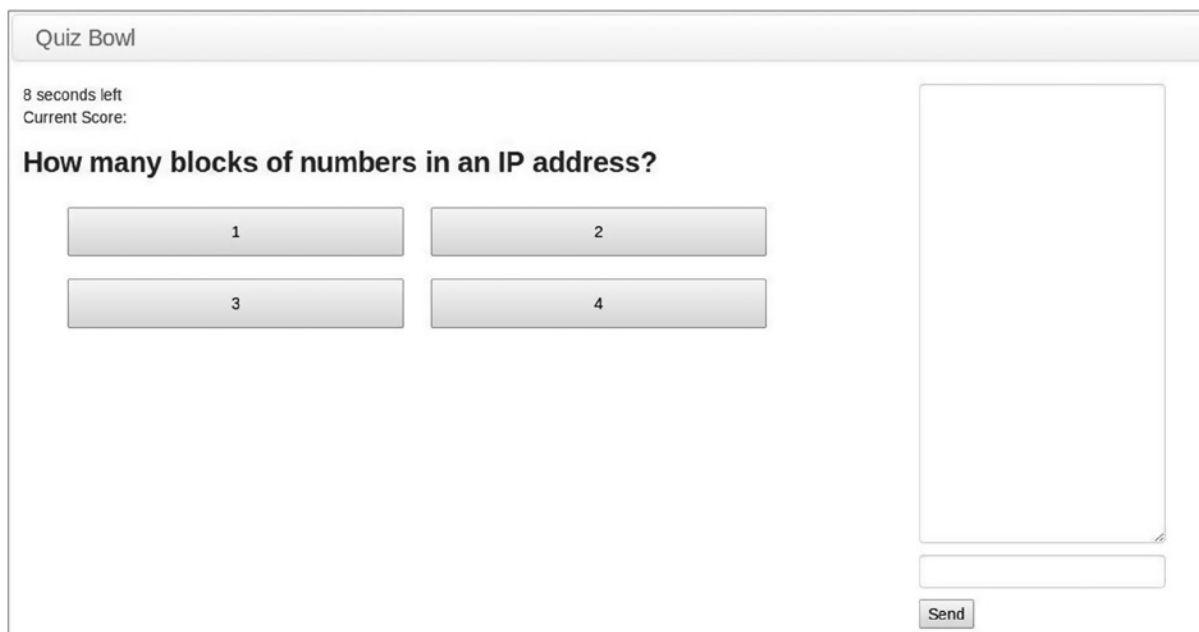 Quiz Bowl
8 seconds left
Current Score:
How many blocks of numbers in an IP address?
1
2
3
4
Send